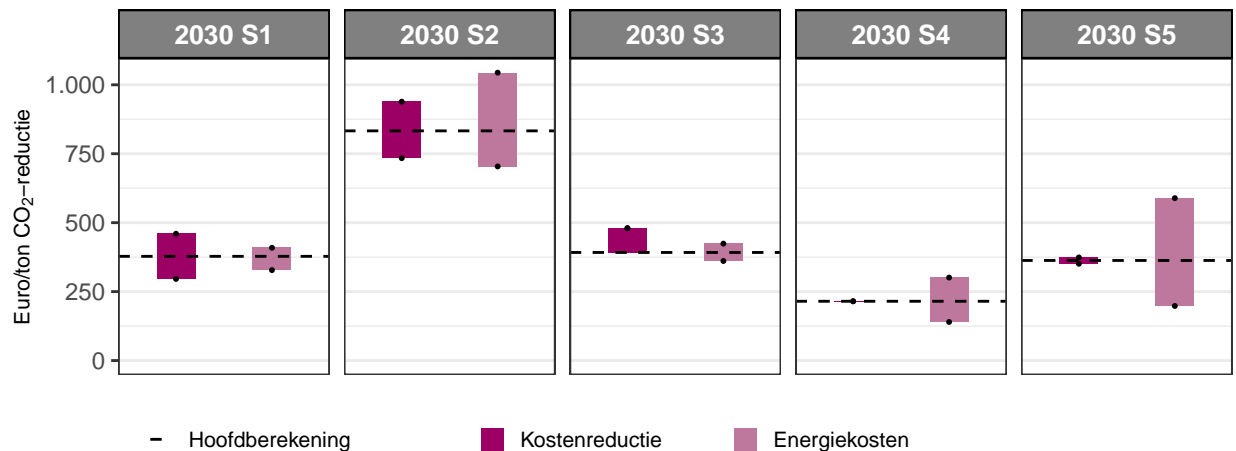 2030 S1 2030 S2 2030 S3 2030 S4 2030 S5
Euro/ton CO₂−reductie
1.000
750
500
250
0
Hoofdberekening Kostenreductie Energiekosten